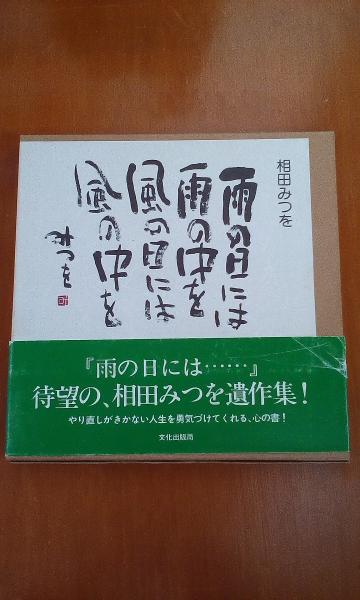 相田みつを
雨の日には
雨の中を
風の日には
風の中を
みつを
『雨の日には……』
待望の、相田みつを遺作集！
やり直しがきかない人生を勇気づけてくれる、心の書！
文化出版局